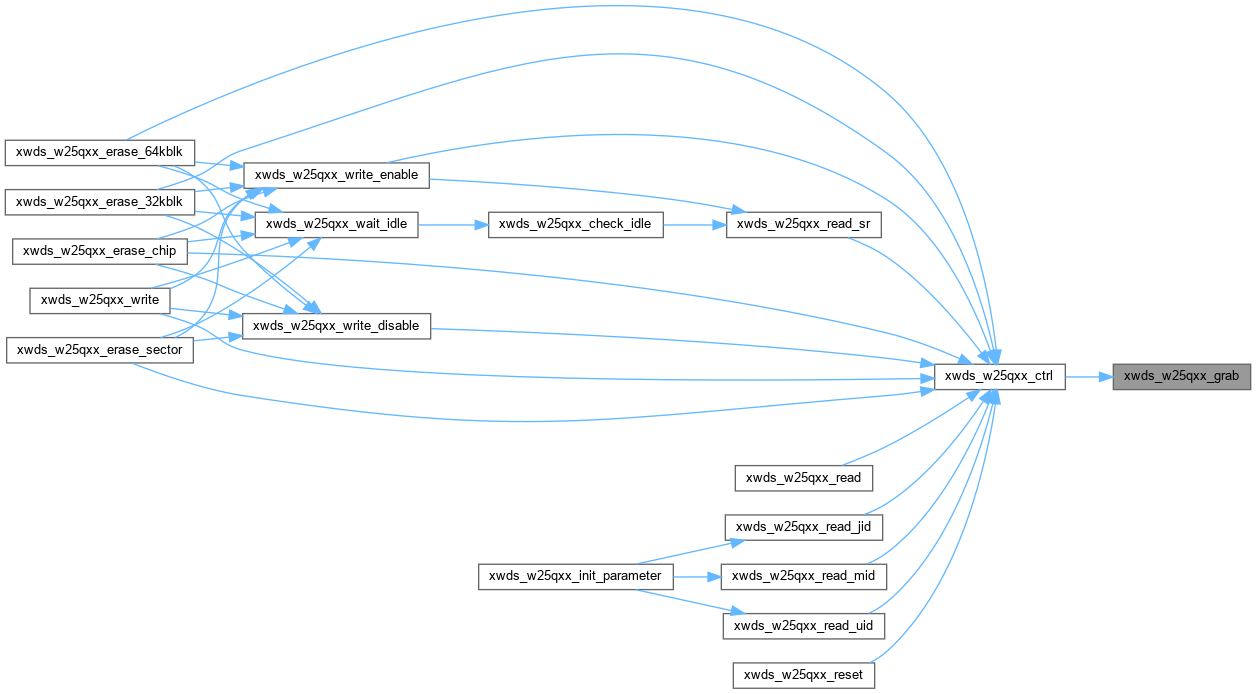 xwds_w25qxx_erase_64kblk
xwds_w25qxx_write_enable
xwds_w25qxx_erase_32kblk
xwds_w25qxx_wait_idle
xwds_w25qxx_check_idle
xwds_w25qxx_read_sr
xwds_w25qxx_erase_chip
xwds_w25qxx_write
xwds_w25qxx_write_disable
xwds_w25qxx_erase_sector
xwds_w25qxx_ctrl
xwds_w25qxx_grab
xwds_w25qxx_read
xwds_w25qxx_read_jid
xwds_w25qxx_init_parameter
xwds_w25qxx_read_mid
xwds_w25qxx_read_uid
xwds_w25qxx_reset